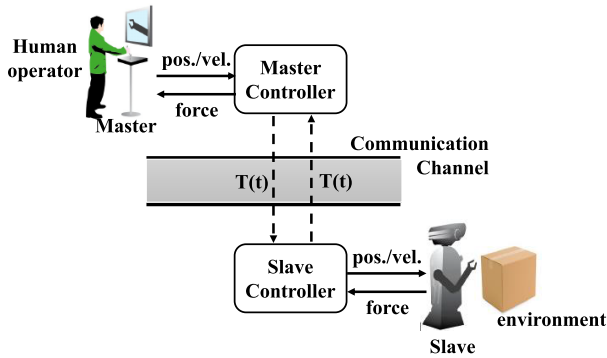 Human
operator
pos./vel.
force
Master
Master
Controller
Communication
Channel
T(t)
T(t)
Slave
Controller
pos./vel.
force
environment
Slave